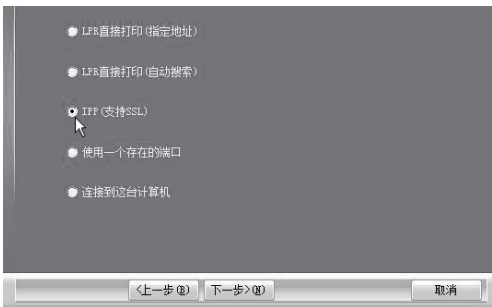 LPR直接打印(指定地址)
LPR直接打印(自动搜索)
IPP(支持SSL)
使用一个存在的端口
连接到这台计算机
<上一步(B) 下一步>(N) 取消